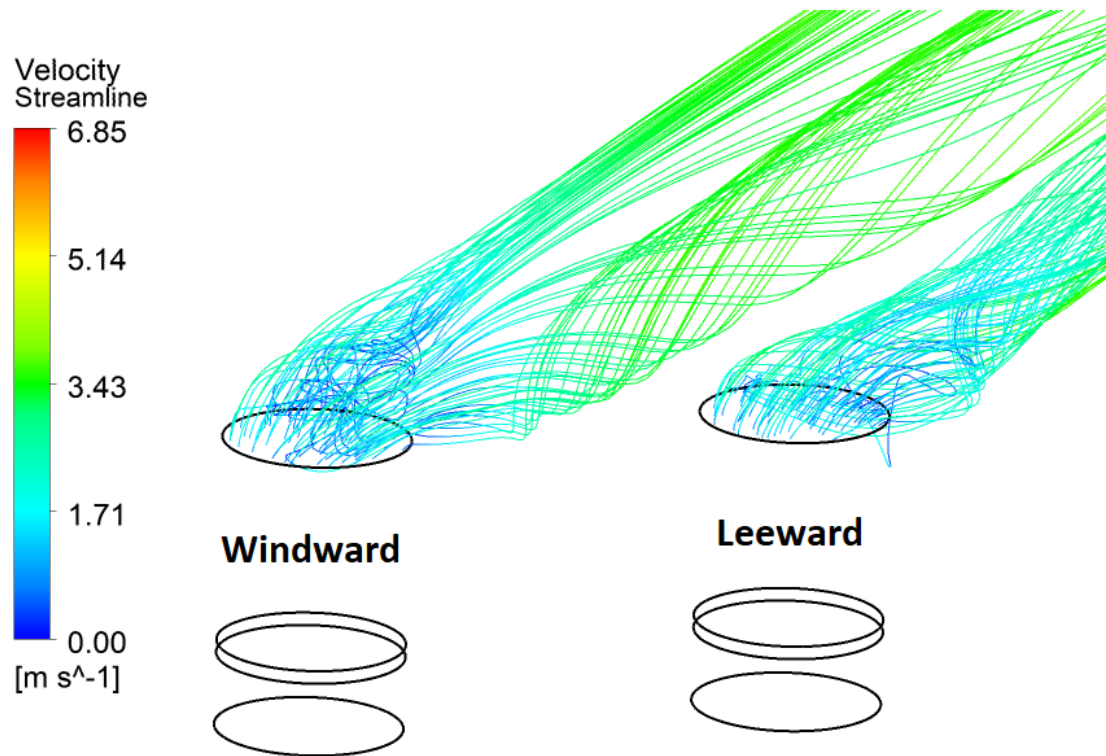 Velocity
Streamline
6.85
5.14
3.43
1.71
0.00
[m s^-1]
Windward
Leeward